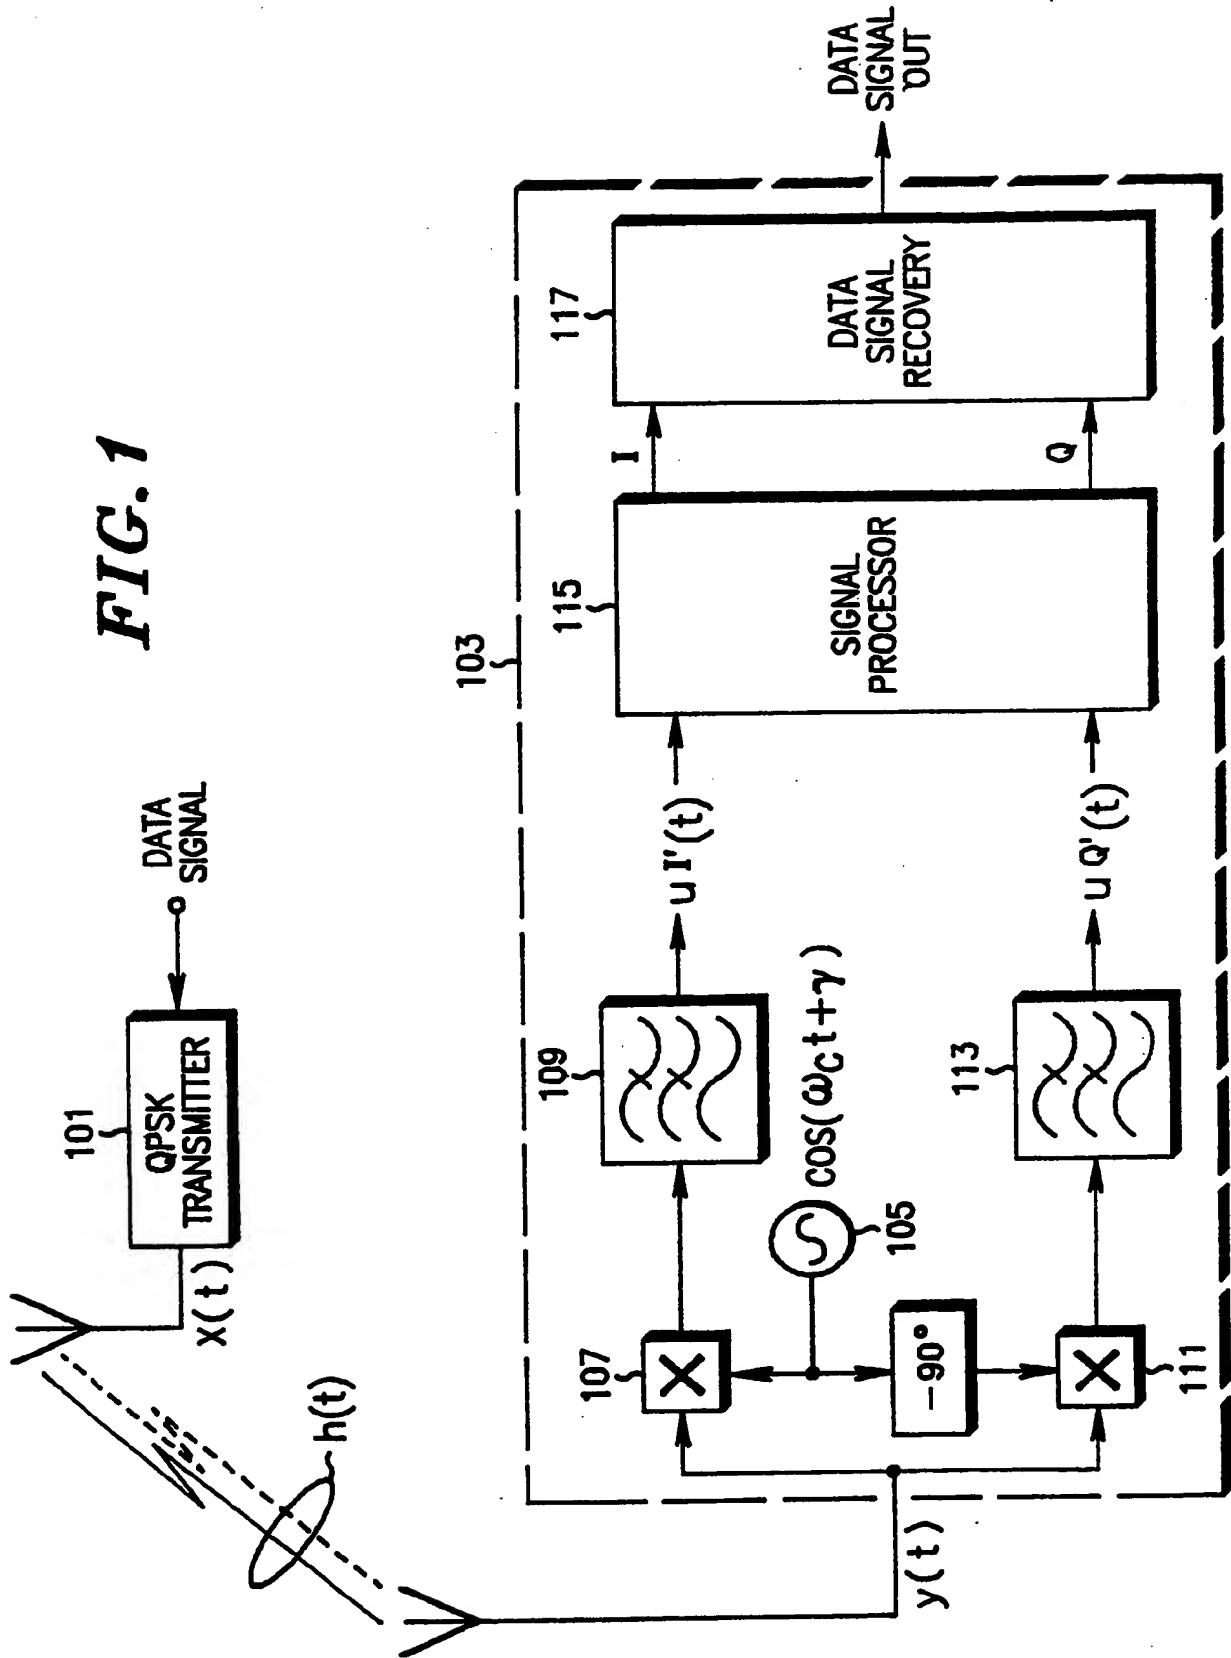 FIG. 1
101
QPSK
TRANSMITTER
DATA
SIGNAL
X(t)
h(t)
103
y(t)
107
X
109
uI'(t)
105
COS(ωCt+γ)
-90°
111
X
113
uQ'(t)
115
SIGNAL
PROCESSOR
I
Q
117
DATA
SIGNAL
RECOVERY
DATA
SIGNAL
OUT